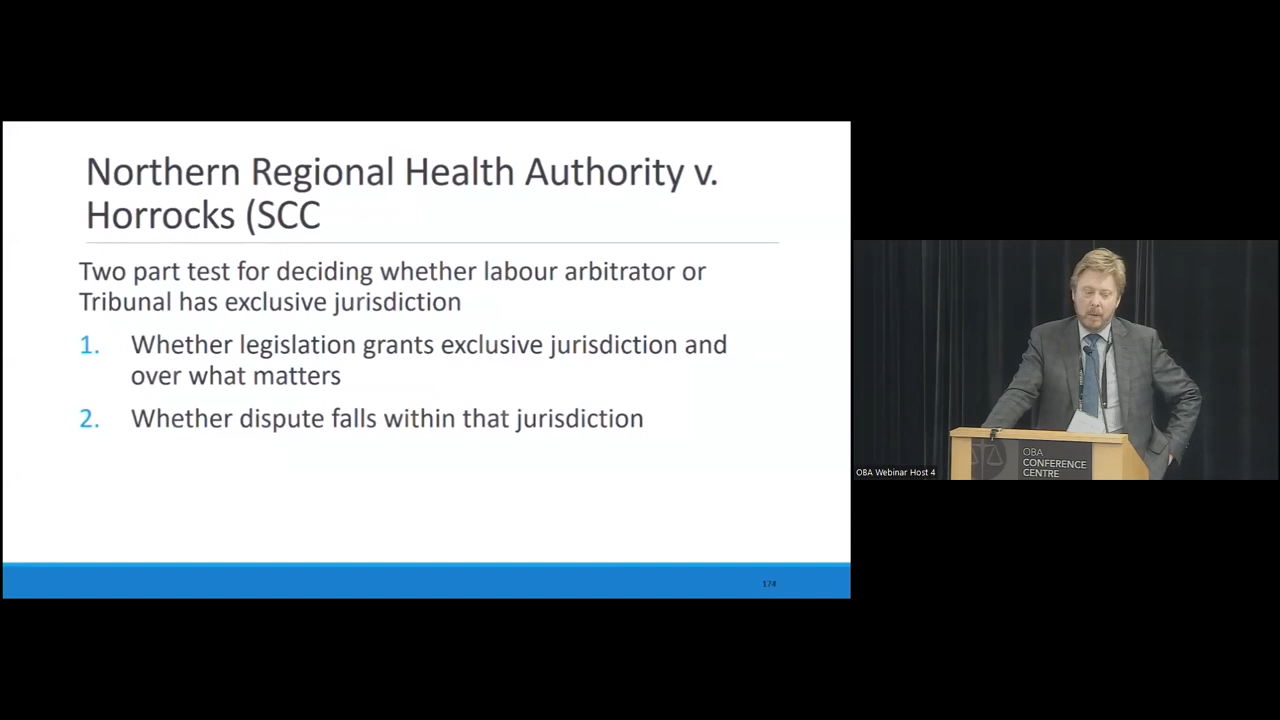 Northern Regional Health Authority v.
Horrocks (SCC
Two part test for deciding whether labour arbitrator or
Tribunal has exclusive jurisdiction
1. Whether legislation grants exclusive jurisdiction and
over what matters
2. Whether dispute falls within that jurisdiction
174
OBA Webinar Host 4
OBA
CONFERENCE
CENTRE